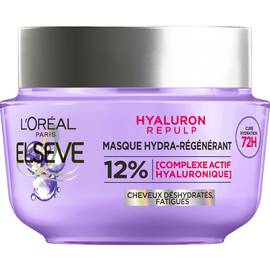 L'ORÉAL
PARIS
ELSEVE
HYALURON
REPULP
CURE
HYDRATION
72H
MASQUE HYDRA-RÉGÉNÉRANT
12%
[COMPLEXE ACTIF
HYALURONIQUE]
CHEVEUX DÉSHYDRATÉS,
FATIGUÉS